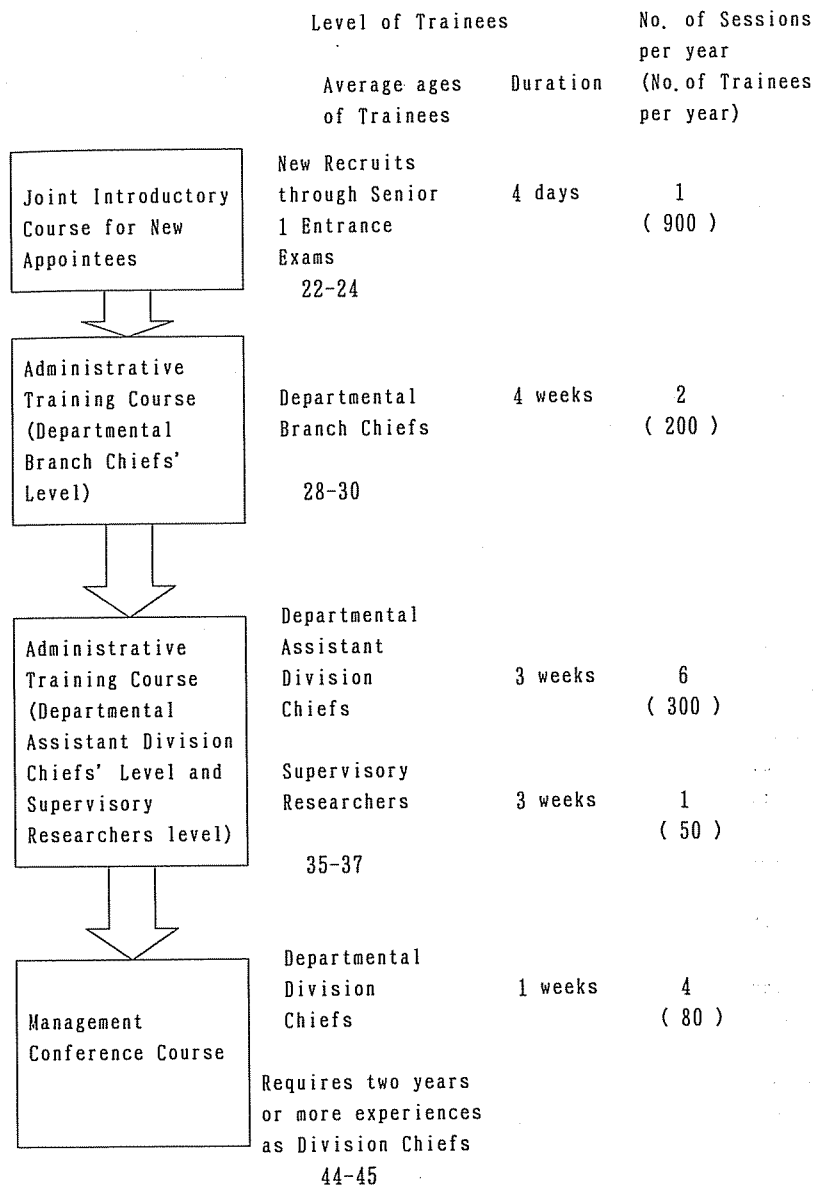 Level of Trainees No. of Sessions
per year
Average ages Duration (No. of Trainees
of Trainees per year)
Joint Introductory
Course for New
Appointees
New Recruits
through Senior 4 days 1
1 Entrance ( 900 )
Exams
22-24
Administrative
Training Course
(Departmental
Branch Chiefs'
Level)
Departmental 4 weeks 2
Branch Chiefs ( 200 )
28-30
Administrative
Training Course
(Departmental
Assistant Division
Chiefs' Level and
Supervisory
Researchers level)
Departmental
Assistant
Division 3 weeks 6
Chiefs ( 300 )
Supervisory
Researchers 3 weeks 1
( 50 )
35-37
Management
Conference Course
Departmental
Division 1 weeks 4
Chiefs ( 80 )
Requires two years
or more experiences
as Division Chiefs
44-45